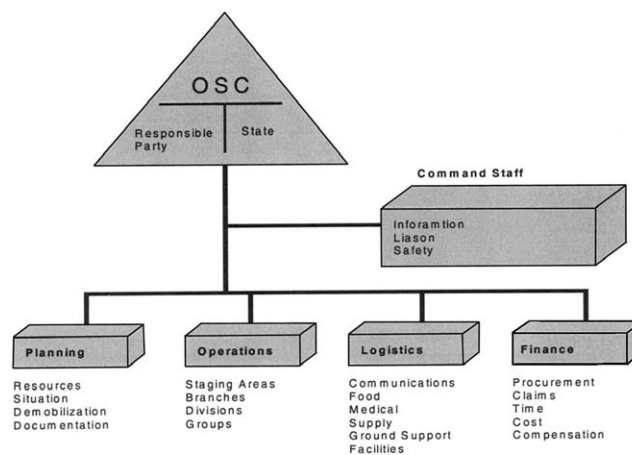 OSC
Responsible
Party
State
Command Staff
Inforamtion
Liason
Safety
Planning
Resources
Situation
Demobilization
Documentation
Operations
Staging Areas
Branches
Divisions
Groups
Logistics
Communications
Food
Medical
Supply
Ground Support
Facilities
Finance
Procurement
Claims
Time
Cost
Compensation